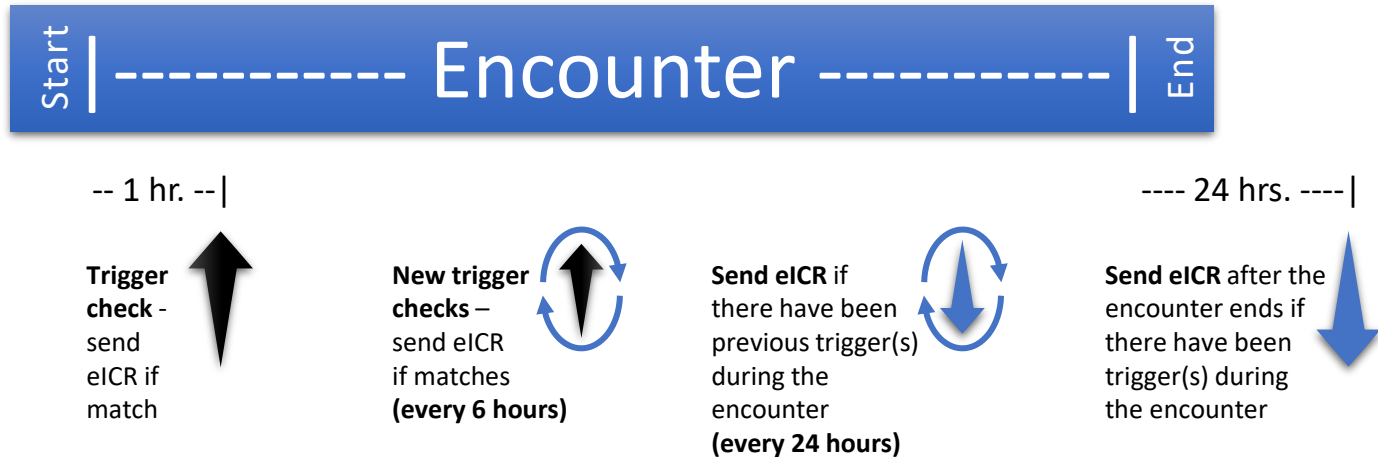 Start |----------- Encounter -----------| End
-- 1 hr. --|
---- 24 hrs. ----|
Trigger
check -
send
eICR if
match
New trigger
checks –
send eICR
if matches
(every 6 hours)
Send eICR if
there have been
previous trigger(s)
during the
encounter
(every 24 hours)
Send eICR after the
encounter ends if
there have been
trigger(s) during
the encounter